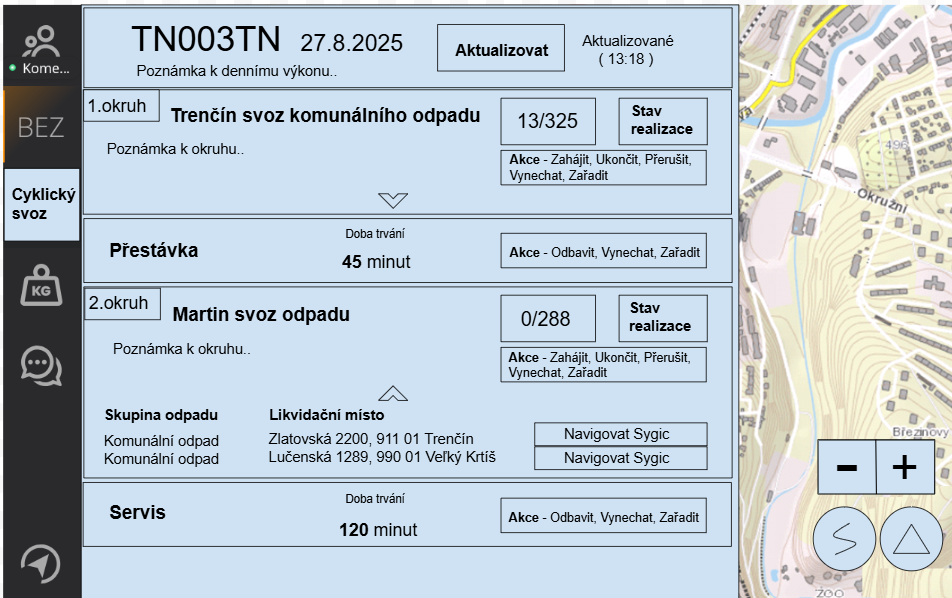 Kome...
BEZ
Cyklický
svoz
KG
TN003TN 27.8.2025
Poznámka k dennímu výkonu..
Aktualizovat
Aktualizované
( 13:18 )
1.okruh
Trenčín svoz komunálního odpadu
Poznámka k okruhu..
13/325
Stav
realizace
Akce - Zahájit, Ukončit, Přerušit,
Vynechat, Zařadit
Přestávka
Doba trvání
45 minut
Akce - Odbavit, Vynechat, Zařadit
2.okruh
Martin svoz odpadu
Poznámka k okruhu..
0/288
Stav
realizace
Akce - Zahájit, Ukončit, Přerušit,
Vynechat, Zařadit
Skupina odpadu Likvidační místo
Komunální odpad Zlatovská 2200, 911 01 Trenčín Navigovat Sygic
Komunální odpad Lučenská 1289, 990 01 Veľký Krtíš Navigovat Sygic
Servis
Doba trvání
120 minut
Akce - Odbavit, Vynechat, Zařadit
496
Okružní
Březinovy
- +
ZOO